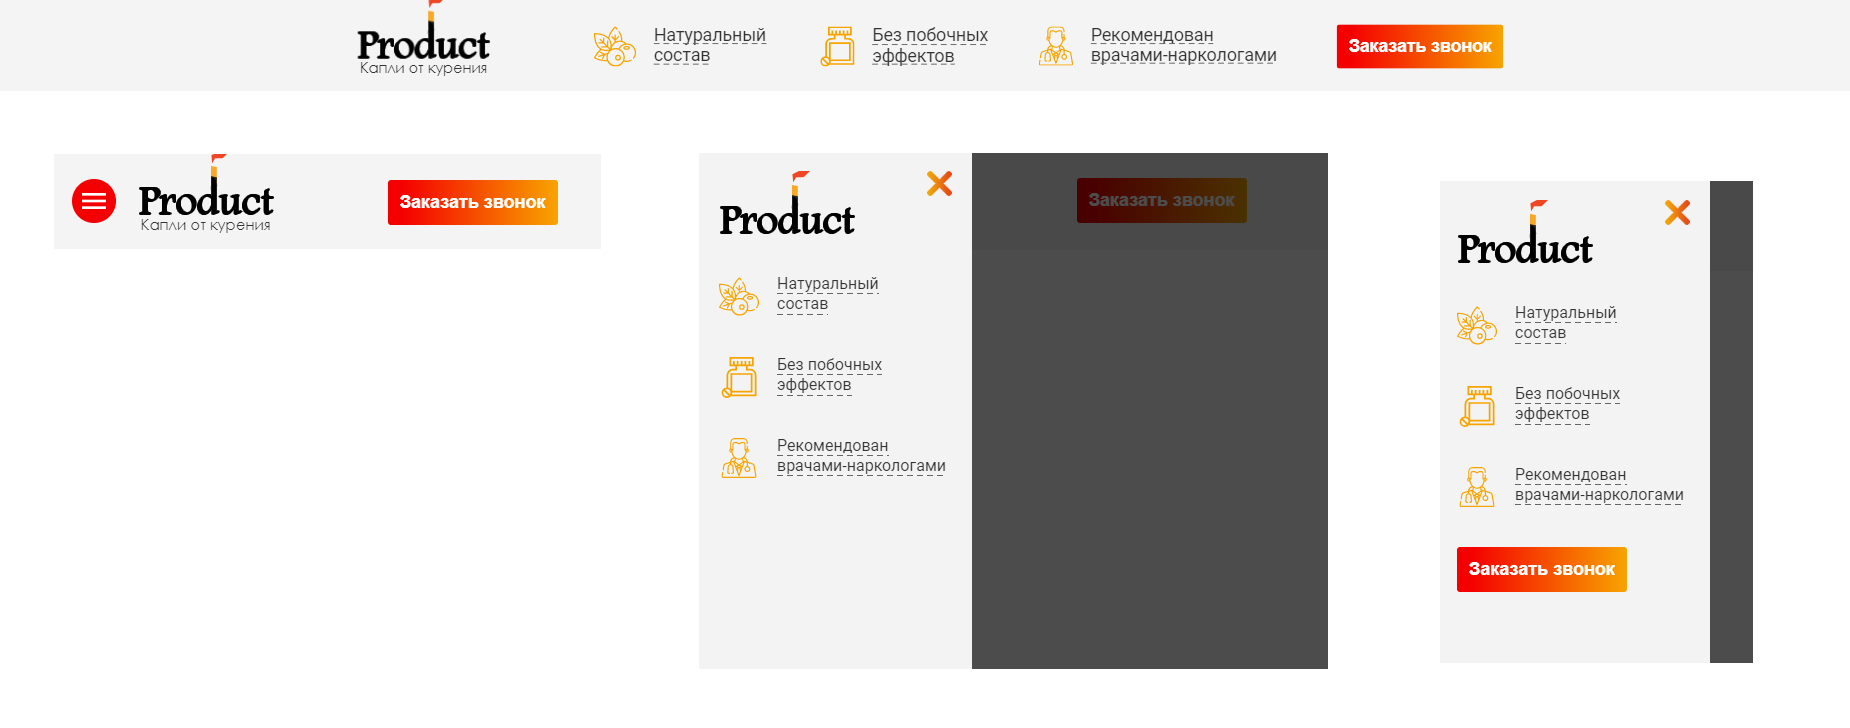 Product
Капли от курения
Натуральный
состав
Без побочных
эффектов
Рекомендован
врачами-наркологами
Заказать звонок
Product
Капли от курения
Заказать звонок
Product
Натуральный
состав
Без побочных
эффектов
Рекомендован
врачами-наркологами
Заказать звонок
Product
Натуральный
состав
Без побочных
эффектов
Рекомендован
врачами-наркологами
Заказать звонок